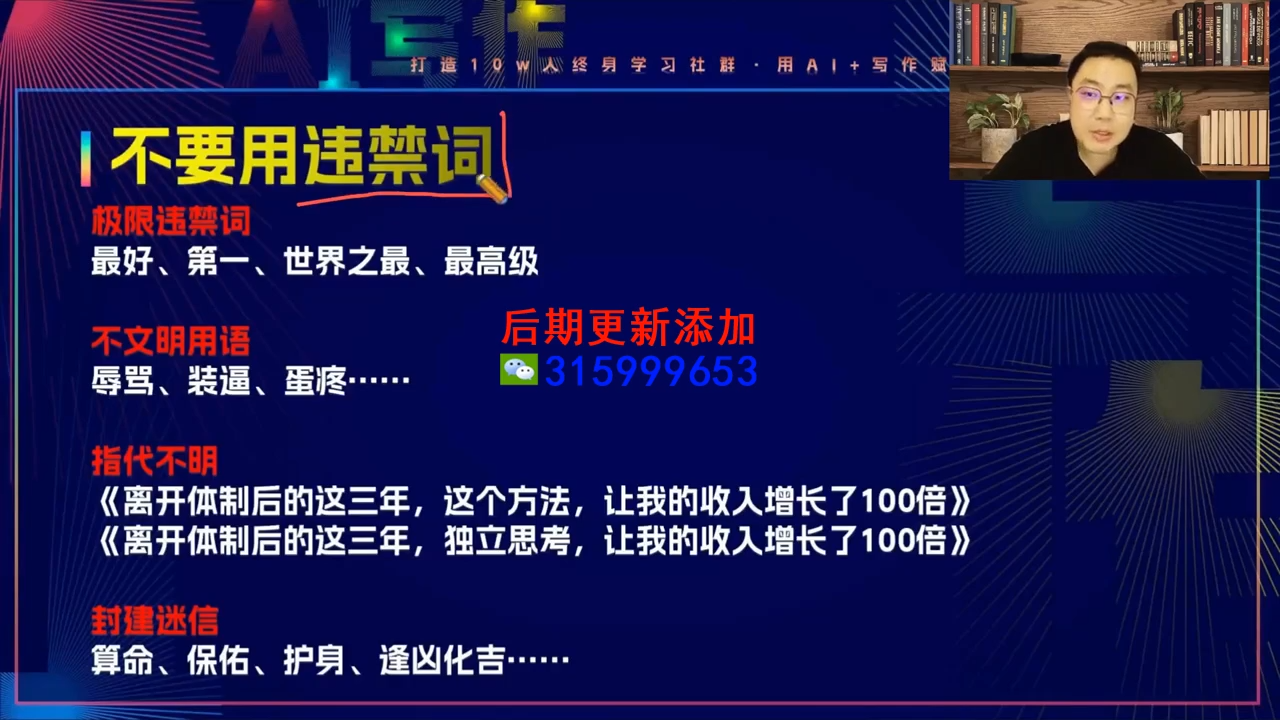 AI写作
打造10w人终身学习社群·用AI+写作赋
不要用违禁词
极限违禁词
最好、第一、世界之最、最高级
不文明用语
辱骂、装逼、蛋疼……
后期更新添加
315999653
指代不明
《离开体制后的这三年，这个方法，让我的收入增长了100倍》
《离开体制后的这三年，独立思考，让我的收入增长了100倍》
封建迷信
算命、保佑、护身、逢凶化吉……